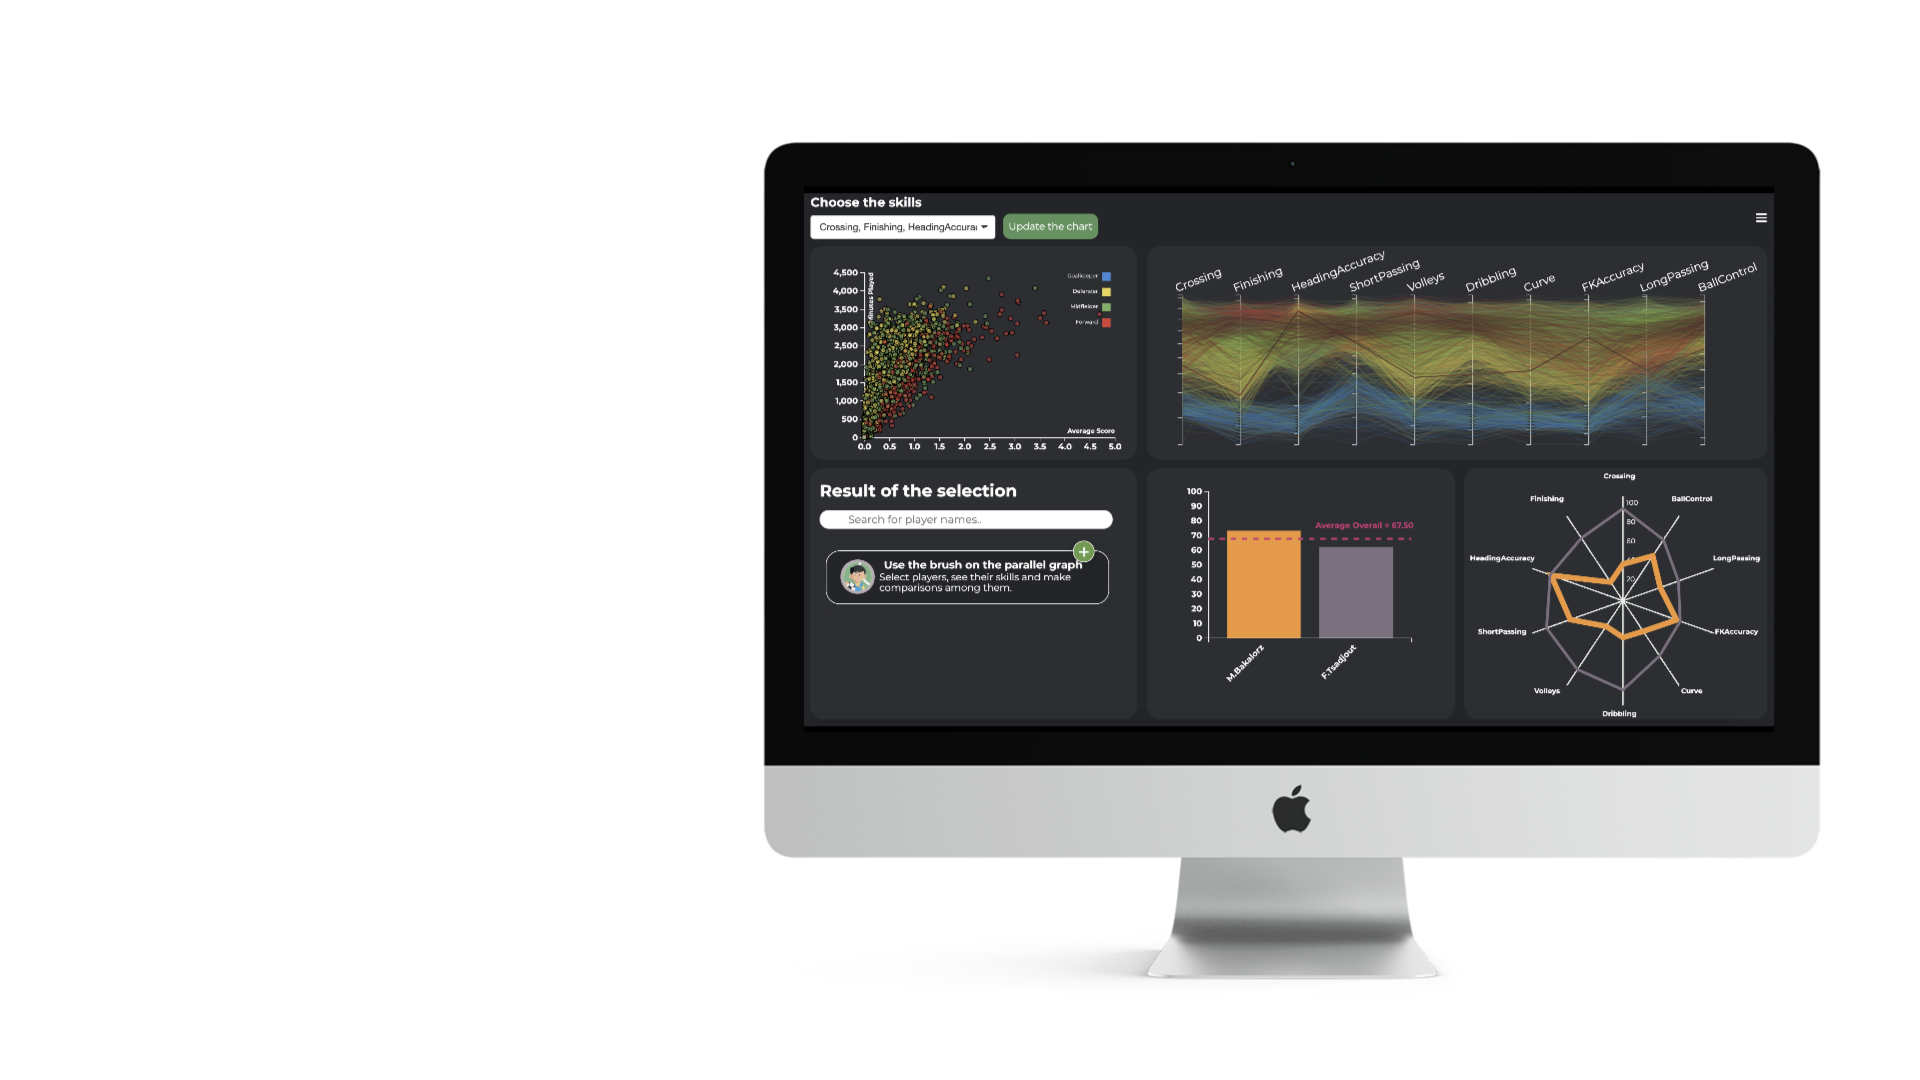 Choose the skills
Crossing, Finishing, HeadingAccura
Update the chart
4,500
4,000
3,500
3,000
2,500
2,000
1,500
1,000
500
0
Minutes Played
Goalkeeper
Defender
Midfielder
Forward
Average Score
0.0 0.5 1.0 1.5 2.0 2.5 3.0 3.5 4.0 4.5 5.0
Crossing Finishing HeadingAccuracy ShortPassing Volleys Dribbling Curve FKAccuracy LongPassing BallControl
Result of the selection
Search for player names..
Use the brush on the parallel graph
Select players, see their skills and make
comparisons among them.
100
90
80
70
60
50
40
30
20
10
0
Average Overall = 67.50
M.Bakalorz
F.Tsadjout
Crossing
Finishing
BallControl
HeadingAccuracy
LongPassing
ShortPassing
FKAccuracy
Volleys
Curve
Dribbling
100
80
60
40
20